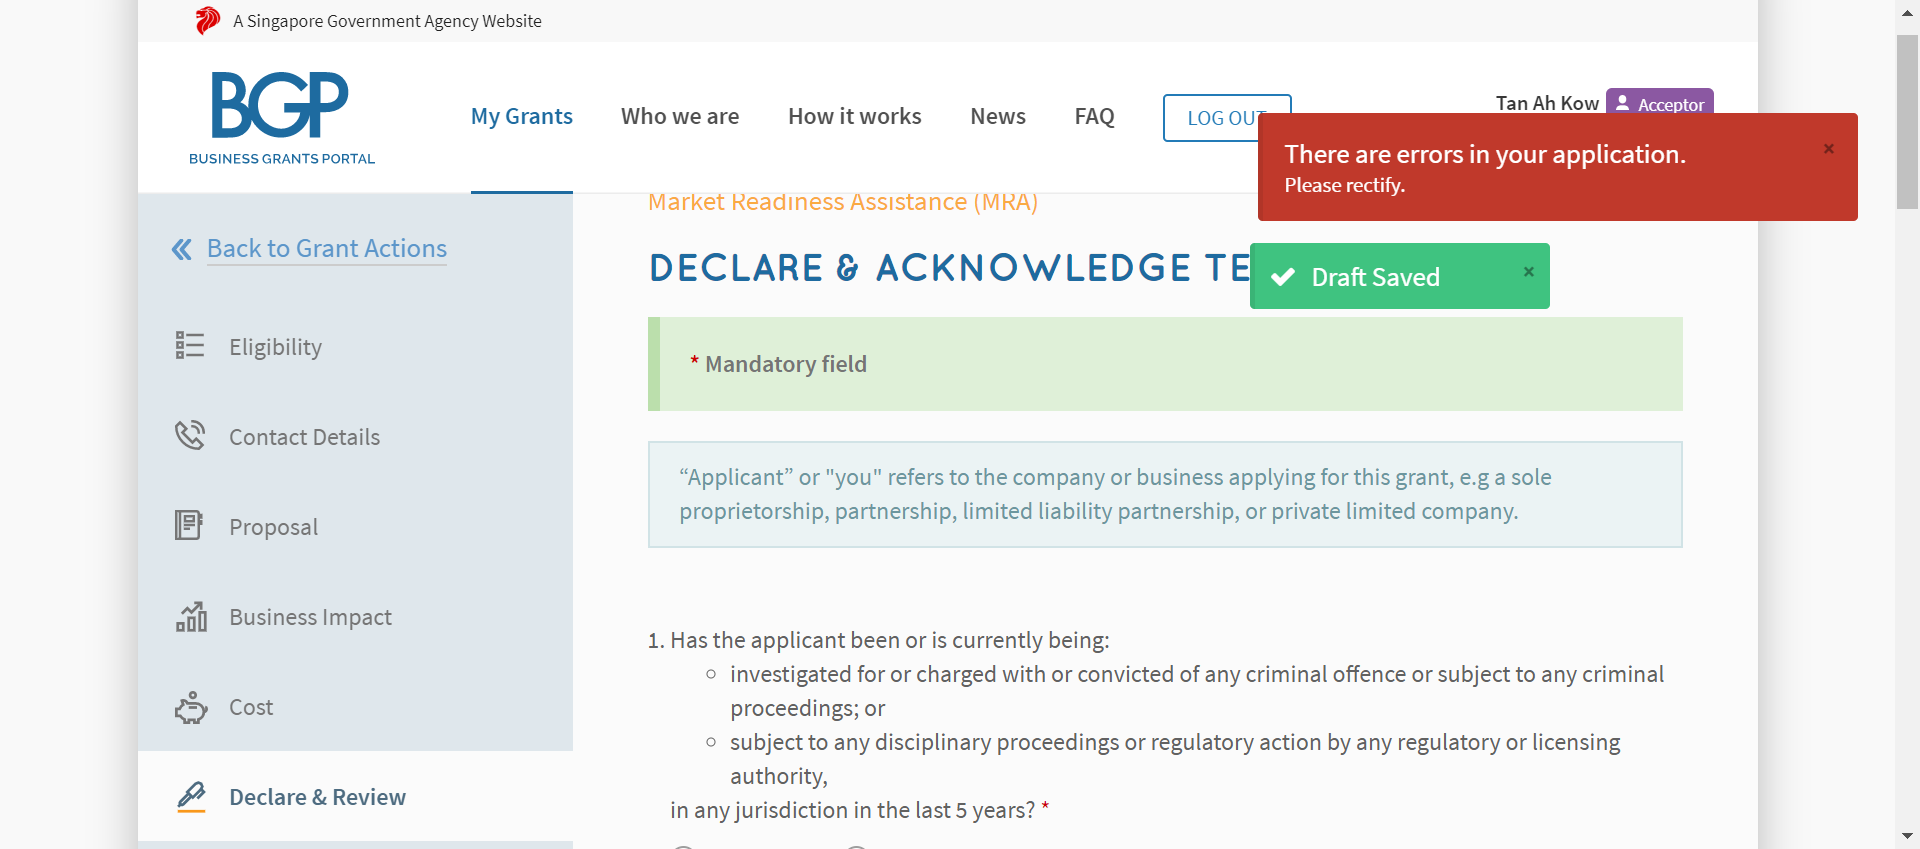 A Singapore Government Agency Website
BGP
BUSINESS GRANTS PORTAL
My Grants
Who we are
How it works
News
FAQ
LOG OUT
Tan Ah Kow
Acceptor
There are errors in your application.
Please rectify.
×
Draft Saved
×
Back to Grant Actions
Eligibility
Contact Details
Proposal
Business Impact
Cost
Declare & Review
Market Readiness Assistance (MRA)
DECLARE & ACKNOWLEDGE TE
* Mandatory field
“Applicant” or "you" refers to the company or business applying for this grant, e.g a sole
proprietorship, partnership, limited liability partnership, or private limited company.
1. Has the applicant been or is currently being:
investigated for or charged with or convicted of any criminal offence or subject to any criminal
proceedings; or
subject to any disciplinary proceedings or regulatory action by any regulatory or licensing
authority,
in any jurisdiction in the last 5 years? *